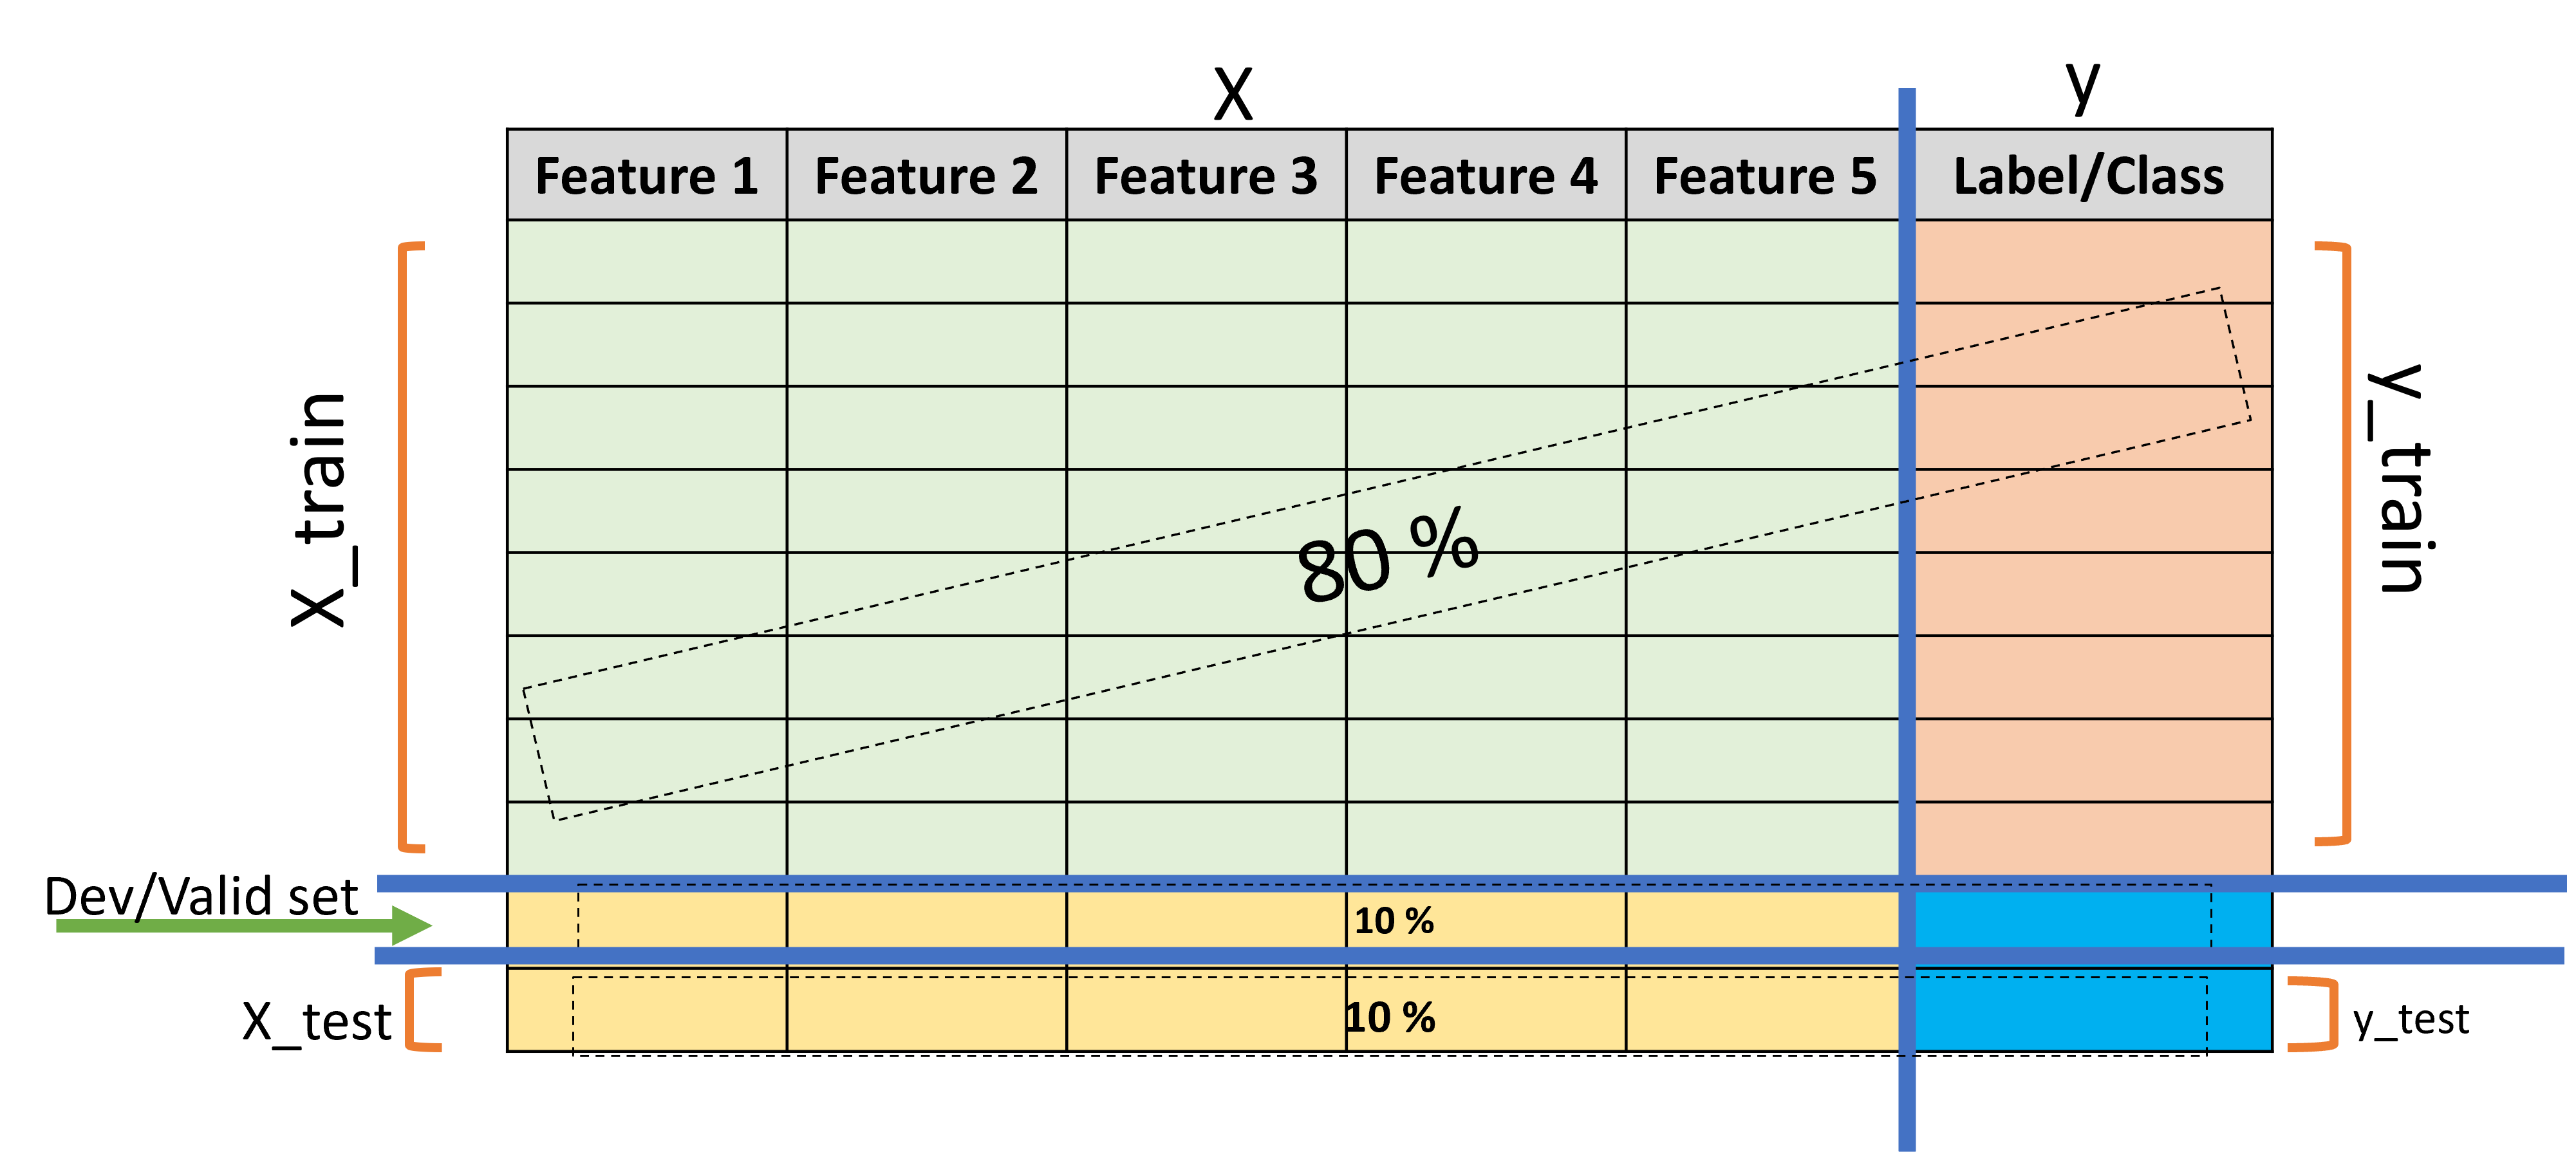 X
y
Feature 1 Feature 2 Feature 3 Feature 4 Feature 5 Label/Class
X_train
y_train
80 %
Dev/Valid set
10 %
X_test
10 %
y_test